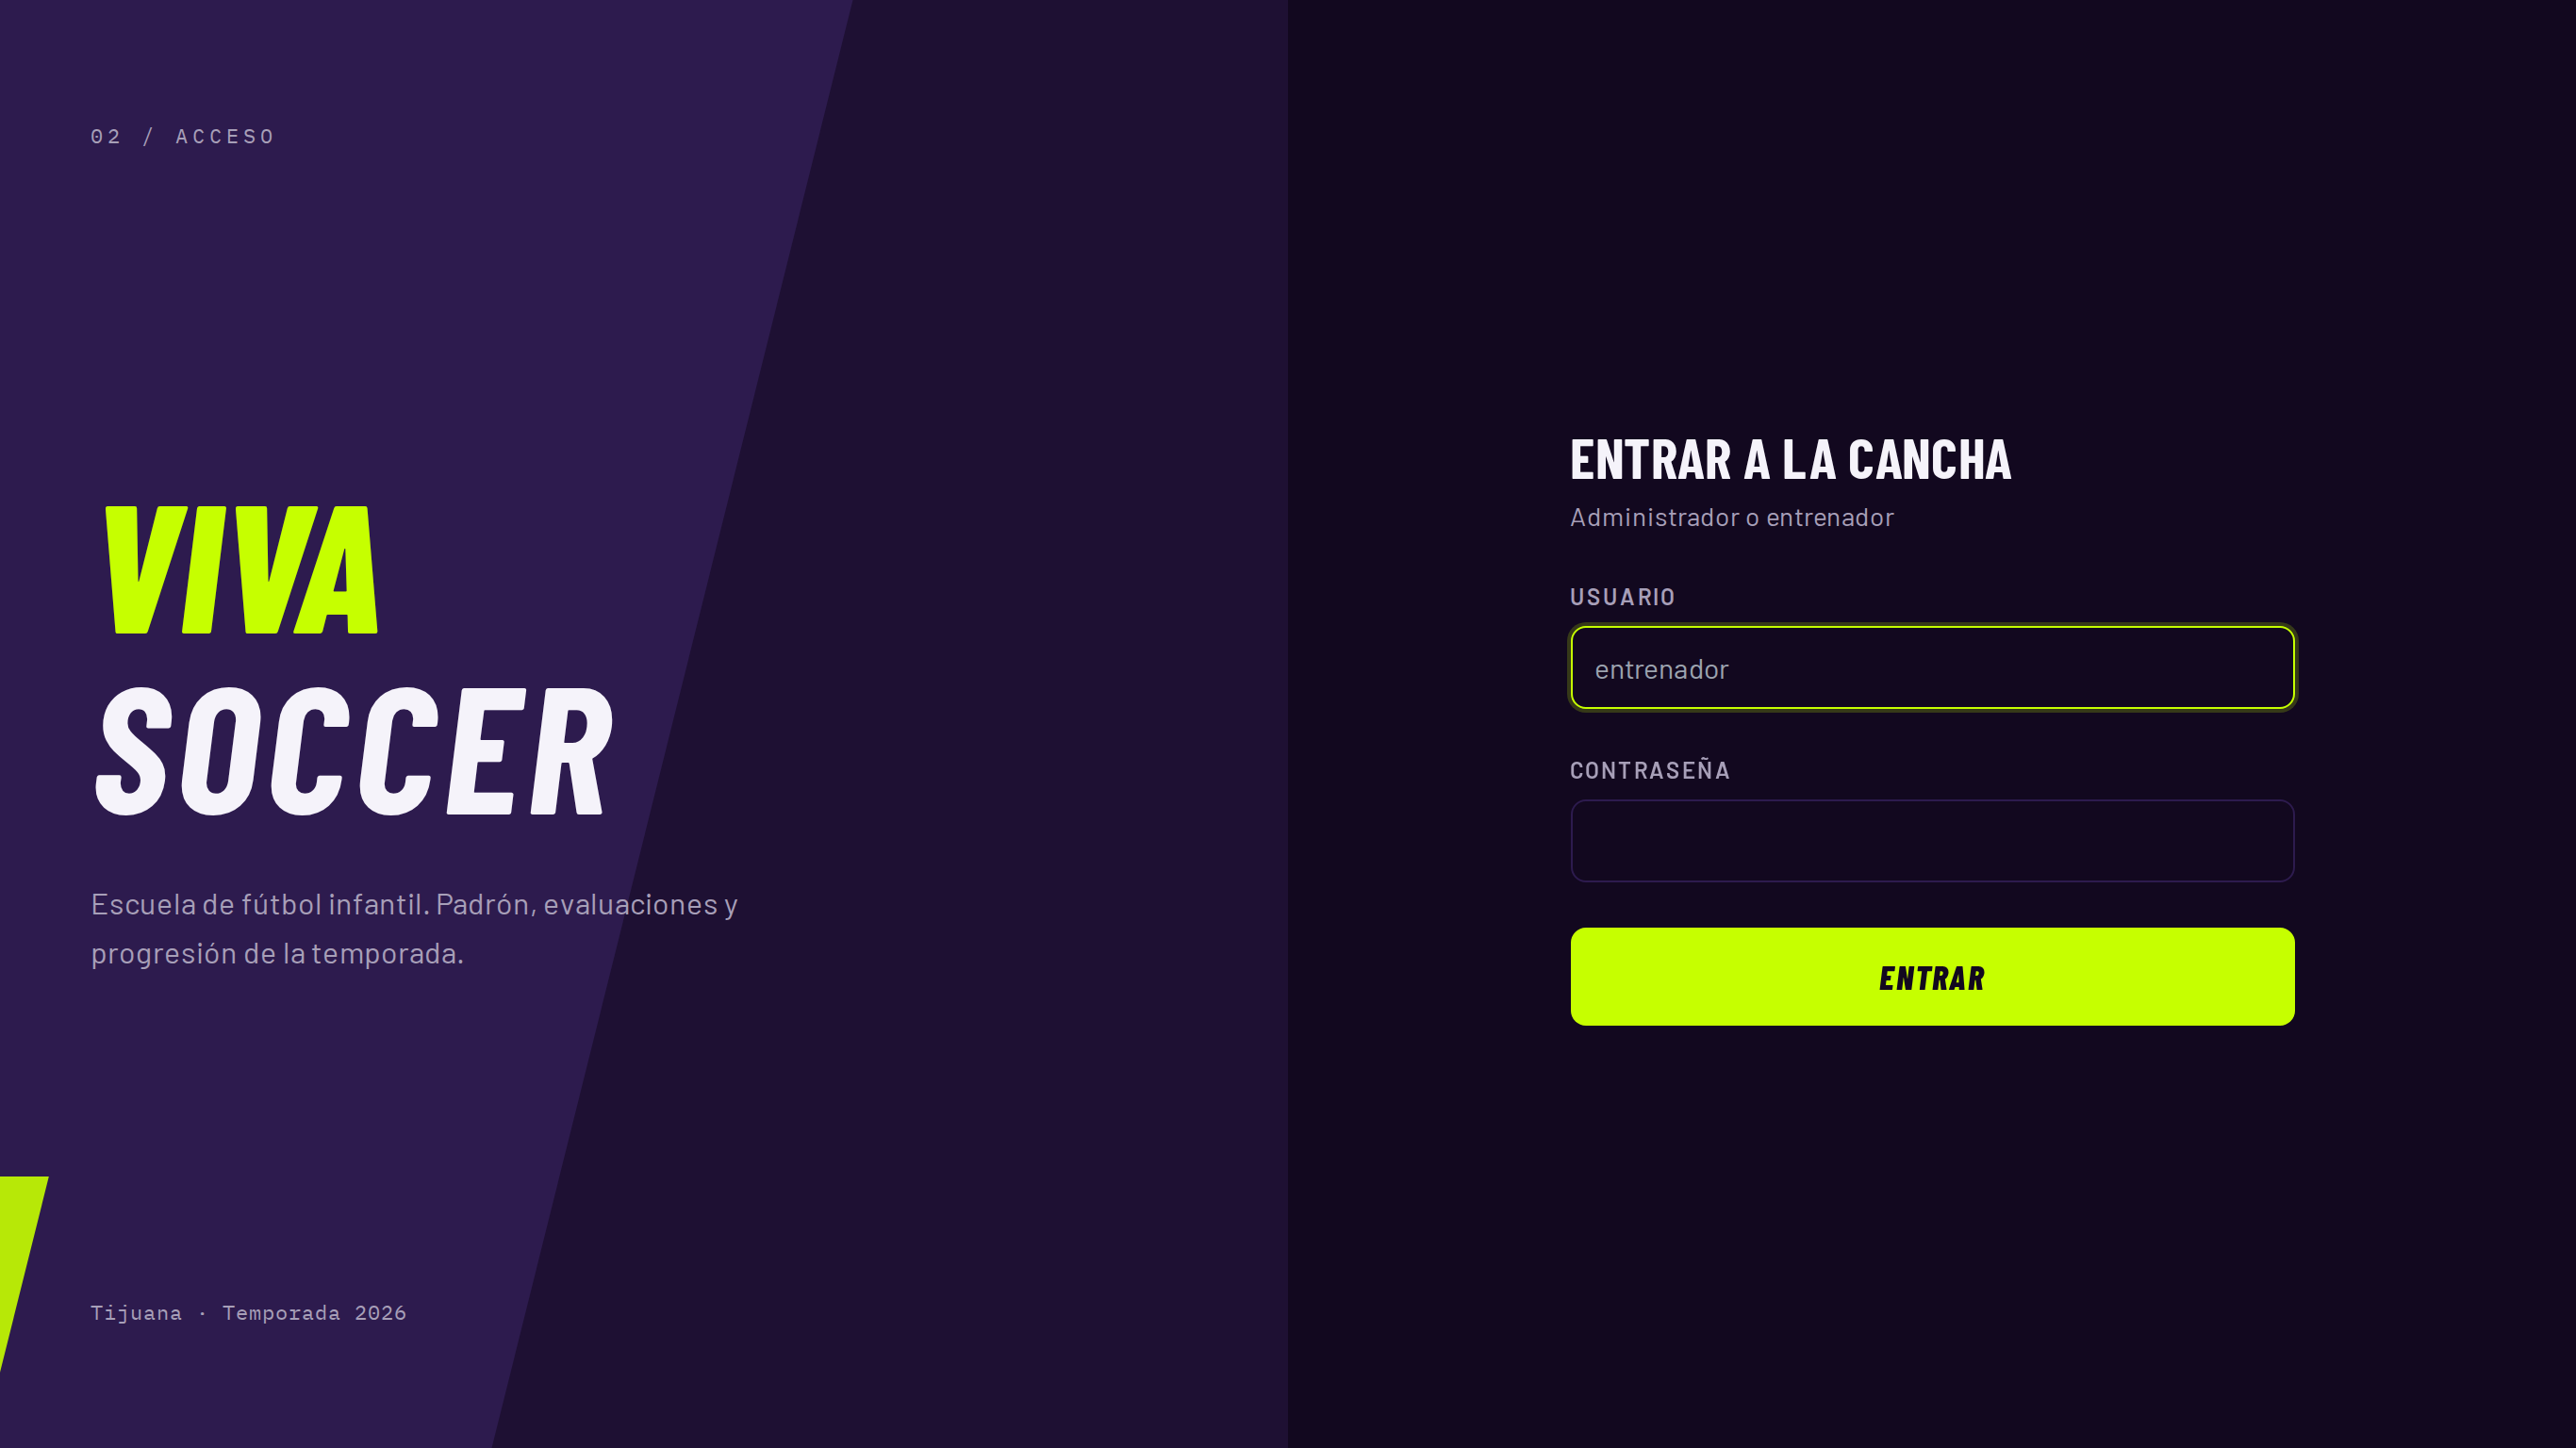 02 / ACCESO
VIVA
SOCCER
Escuela de fútbol infantil. Padrón, evaluaciones y
progresión de la temporada.
Tijuana · Temporada 2026
ENTRAR A LA CANCHA
Administrador o entrenador
USUARIO
entrenador
CONTRASEÑA
ENTRAR